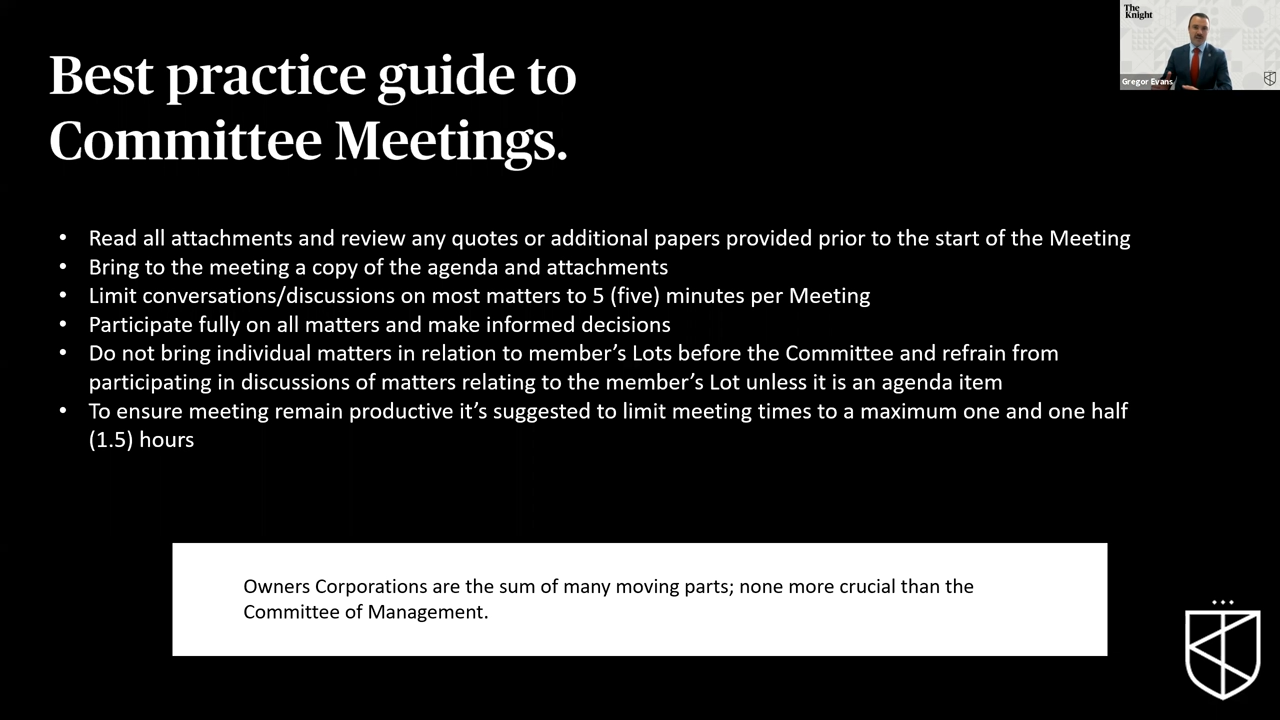 The
Knight
Gregor Evans
Best practice guide to
Committee Meetings.
• Read all attachments and review any quotes or additional papers provided prior to the start of the Meeting
• Bring to the meeting a copy of the agenda and attachments
• Limit conversations/discussions on most matters to 5 (five) minutes per Meeting
• Participate fully on all matters and make informed decisions
• Do not bring individual matters in relation to member’s Lots before the Committee and refrain from
participating in discussions of matters relating to the member’s Lot unless it is an agenda item
• To ensure meeting remain productive it’s suggested to limit meeting times to a maximum one and one half
(1.5) hours
Owners Corporations are the sum of many moving parts; none more crucial than the
Committee of Management.